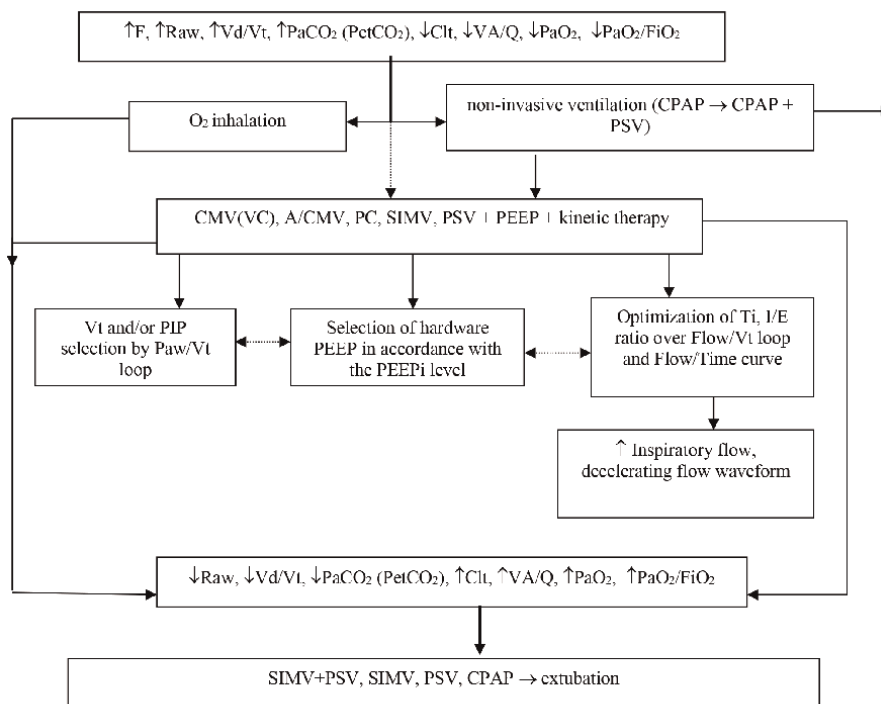 ↑F, ↑Raw, ↑Vd/Vt, ↑PaCO₂ (PetCO₂), ↓Clt, ↓VA/Q, ↓PaO₂, ↓PaO₂/FiO₂
O₂ inhalation
non-invasive ventilation (CPAP → CPAP +
PSV)
CMV(VC), A/CMV, PC, SIMV, PSV + PEEP + kinetic therapy
Vt and/or PIP
selection by Paw/Vt
loop
Selection of hardware
PEEP in accordance with
the PEEPi level
Optimization of Ti, I/E
ratio over Flow/Vt loop
and Flow/Time curve
↑ Inspiratory flow,
decelerating flow waveform
↓Raw, ↓Vd/Vt, ↓PaCO₂ (PetCO₂), ↑Clt, ↑VA/Q, ↑PaO₂, ↑PaO₂/FiO₂
SIMV+PSV, SIMV, PSV, CPAP → extubation